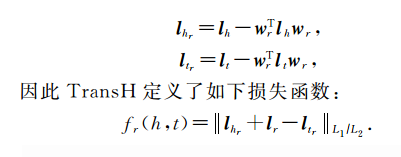 l_{h_r} = l_h − w_r^T l_h w_r ,
l_{t_r} = l_t − w_r^T l_t w_r ,
因此 TransH 定义了如下损失函数：
f_r(h,t) = ‖l_{h_r} + l_r − l_{t_r}‖_{L_1/L_2} .